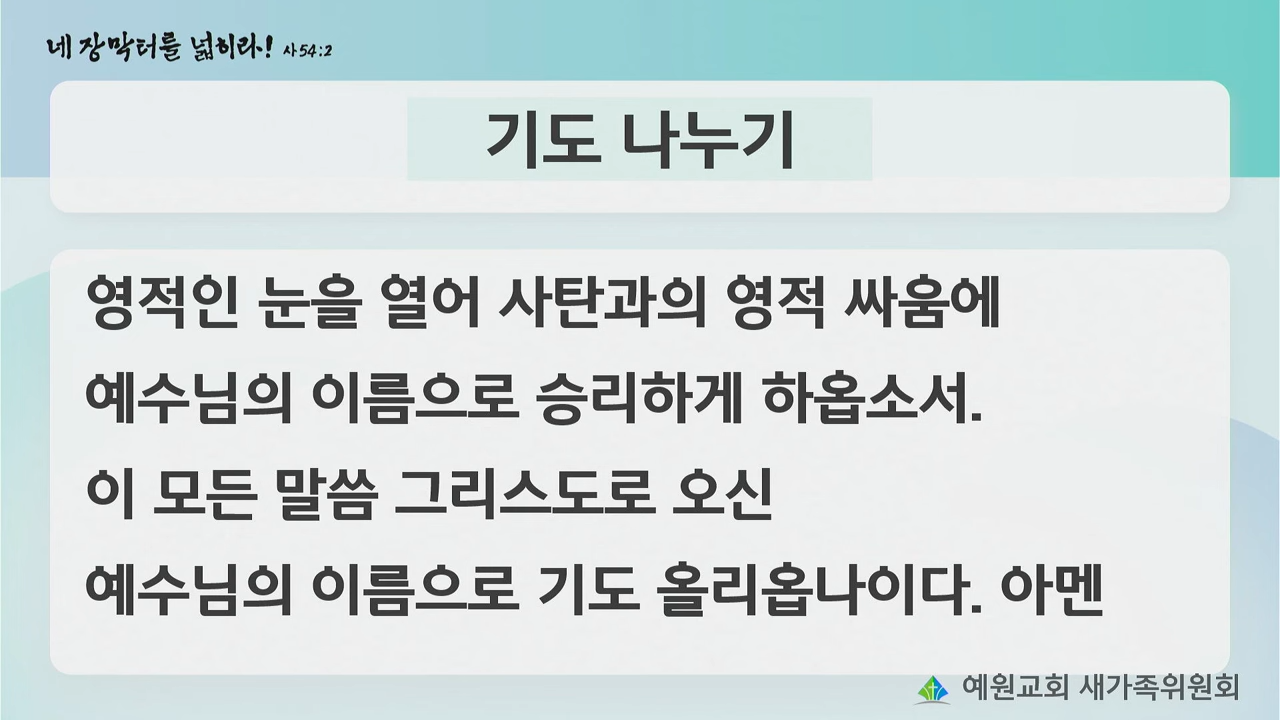 네 장막터를 넓히라! 사54:2
기도 나누기
영적인 눈을 열어 사탄과의 영적 싸움에
예수님의 이름으로 승리하게 하옵소서.
이 모든 말씀 그리스도로 오신
예수님의 이름으로 기도 올리옵나이다. 아멘
예원교회 새가족위원회